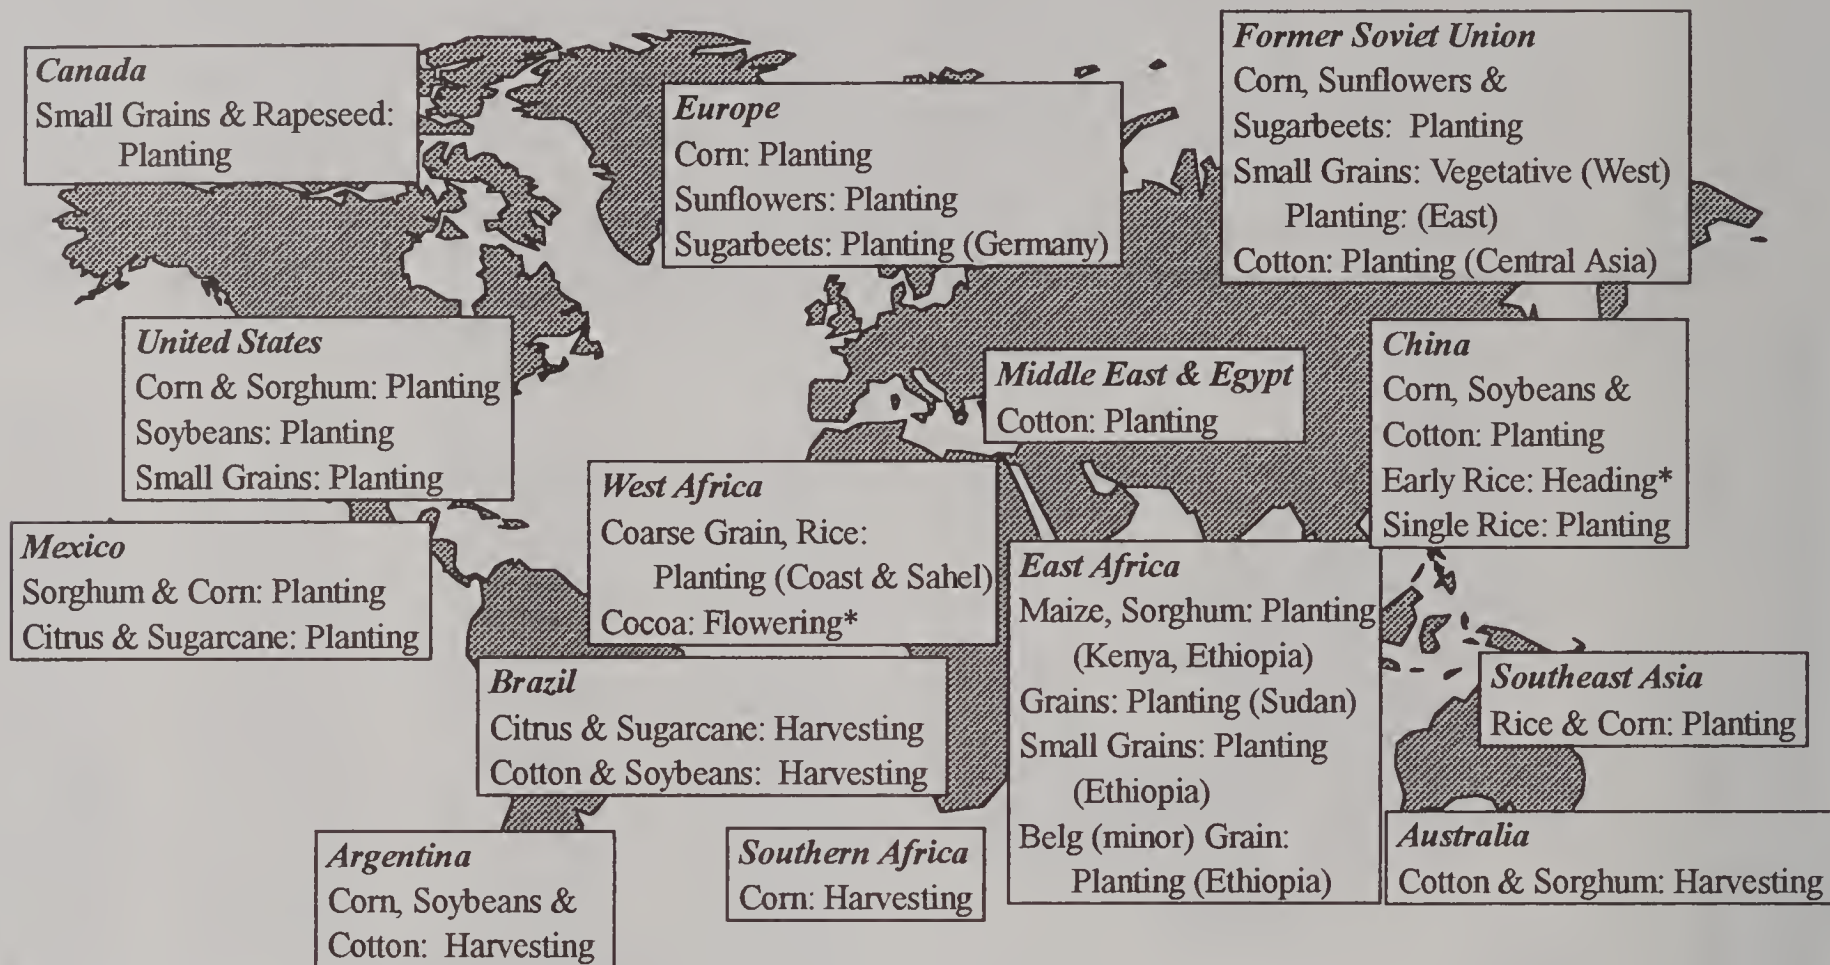 Canada
Small Grains & Rapeseed:
Planting
Europe
Corn: Planting
Sunflowers: Planting
Sugarbeets: Planting (Germany)
Former Soviet Union
Corn, Sunflowers &
Sugarbeets: Planting
Small Grains: Vegetative (West)
Planting: (East)
Cotton: Planting (Central Asia)
United States
Corn & Sorghum: Planting
Soybeans: Planting
Small Grains: Planting
Middle East & Egypt
Cotton: Planting
China
Corn, Soybeans &
Cotton: Planting
Early Rice: Heading*
Single Rice: Planting
Mexico
Sorghum & Corn: Planting
Citrus & Sugarcane: Planting
West Africa
Coarse Grain, Rice:
Planting (Coast & Sahel)
Cocoa: Flowering*
East Africa
Maize, Sorghum: Planting
(Kenya, Ethiopia)
Grains: Planting (Sudan)
Small Grains: Planting
(Ethiopia)
Belg (minor) Grain:
Planting (Ethiopia)
Brazil
Citrus & Sugarcane: Harvesting
Cotton & Soybeans: Harvesting
Southeast Asia
Rice & Corn: Planting
Argentina
Corn, Soybeans &
Cotton: Harvesting
Southern Africa
Corn: Harvesting
Australia
Cotton & Sorghum: Harvesting